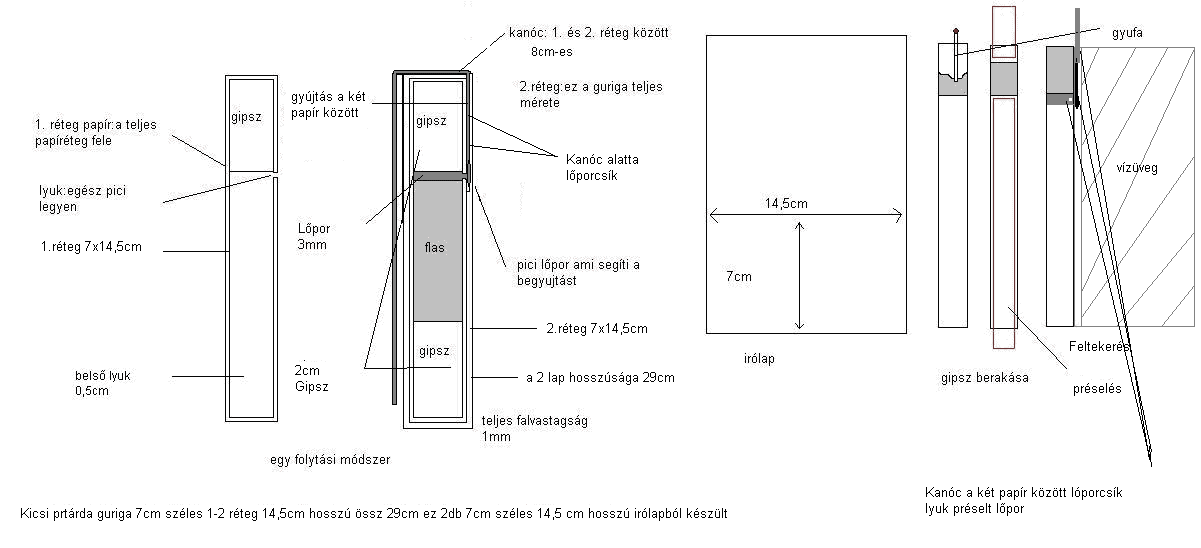 kanóc: 1. és 2. réteg között
8cm-es
gyújtás a két
papír között
2.réteg:ez a guriga teljes
mérete
gipsz
gipsz
1. réteg papír:a teljes
papíréteg fele
Kanóc alatta
lőporcsík
lyuk:egész pici
legyen
Lőpor
3mm
1.réteg 7x14,5cm
flas
pici lőpor ami segíti a
begyujtást
2.réteg 7x14,5cm
gipsz
2cm
Gipsz
belső lyuk
0,5cm
a 2 lap hosszúsága 29cm
teljes falvastagság
1mm
egy folytási módszer
14,5cm
7cm
irólap
gyufa
vízüveg
Feltekerés
gipsz berakása
préselés
Kanóc a két papír között lóporcsík
lyuk préselt lőpor
Kicsi prtárda guriga 7cm széles 1-2 réteg 14,5cm hosszú össz 29cm ez 2db 7cm széles 14,5 cm hosszú irólapból készült